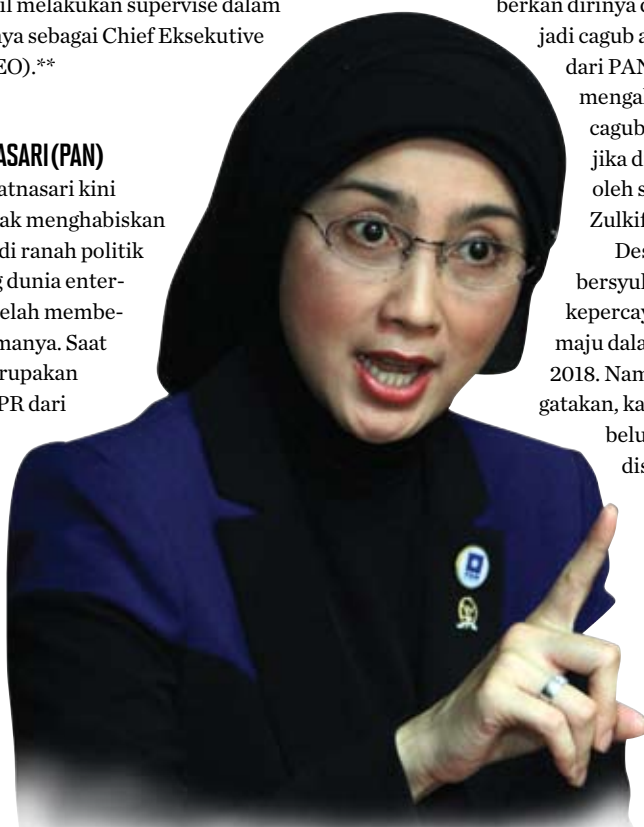 il melakukan supervise dalam
nya sebagai Chief Eksekutive
EO).**
ASARI (PAN)
atnasari kini
ak menghabiskan
di ranah politik
g dunia enter-
elah membe-
manya. Saat
rupakan
PR dari
berkan dirinya
jadi cagub a
dari PAN
mengal
cagub
jika d
oleh s
Zulkif
Des
bersyul
kepercay
maju dala
2018. Nam
gatakan, ka
belu
dis